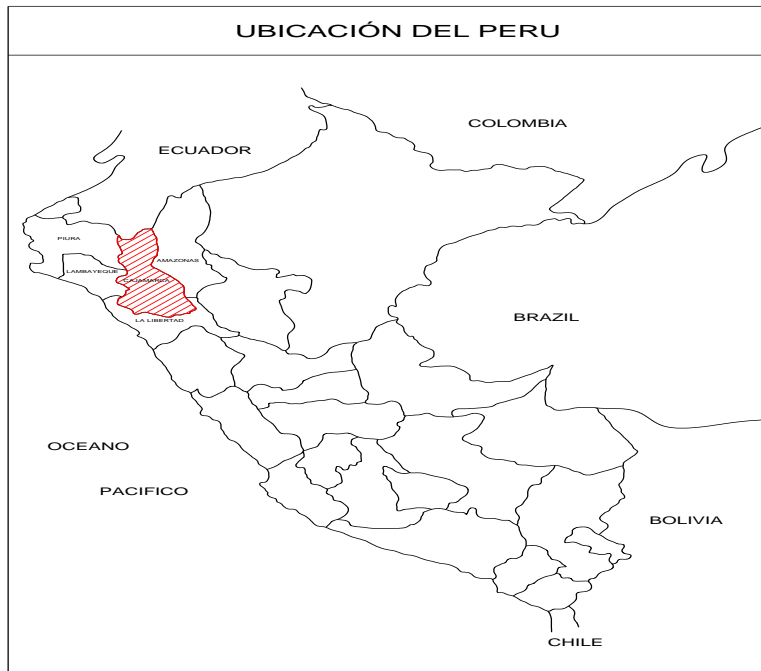 UBICACIÓN DEL PERU
COLOMBIA
ECUADOR
PIURA
AMAZONAS
LAMBAYEQUE
CAJAMARCA
LA LIBERTAD
BRAZIL
OCEANO
PACIFICO
BOLIVIA
CHILE